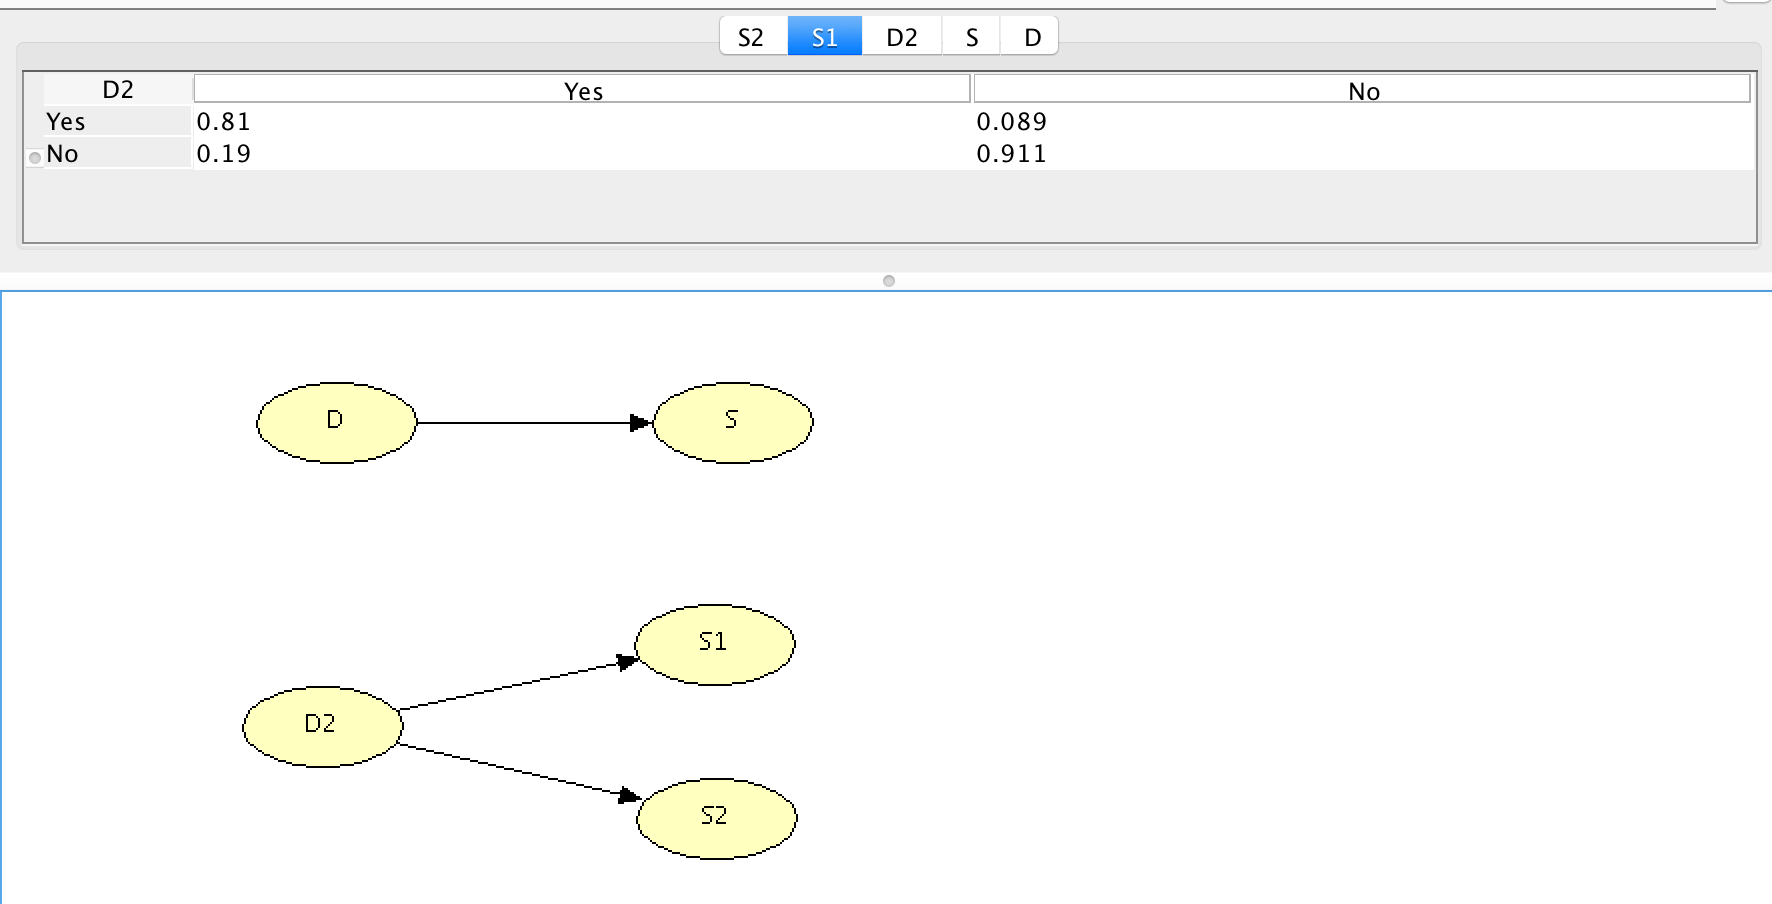 S2 S1 D2 S D
D2 Yes No
Yes 0.81 0.089
No 0.19 0.911
D S
S1
D2
S2